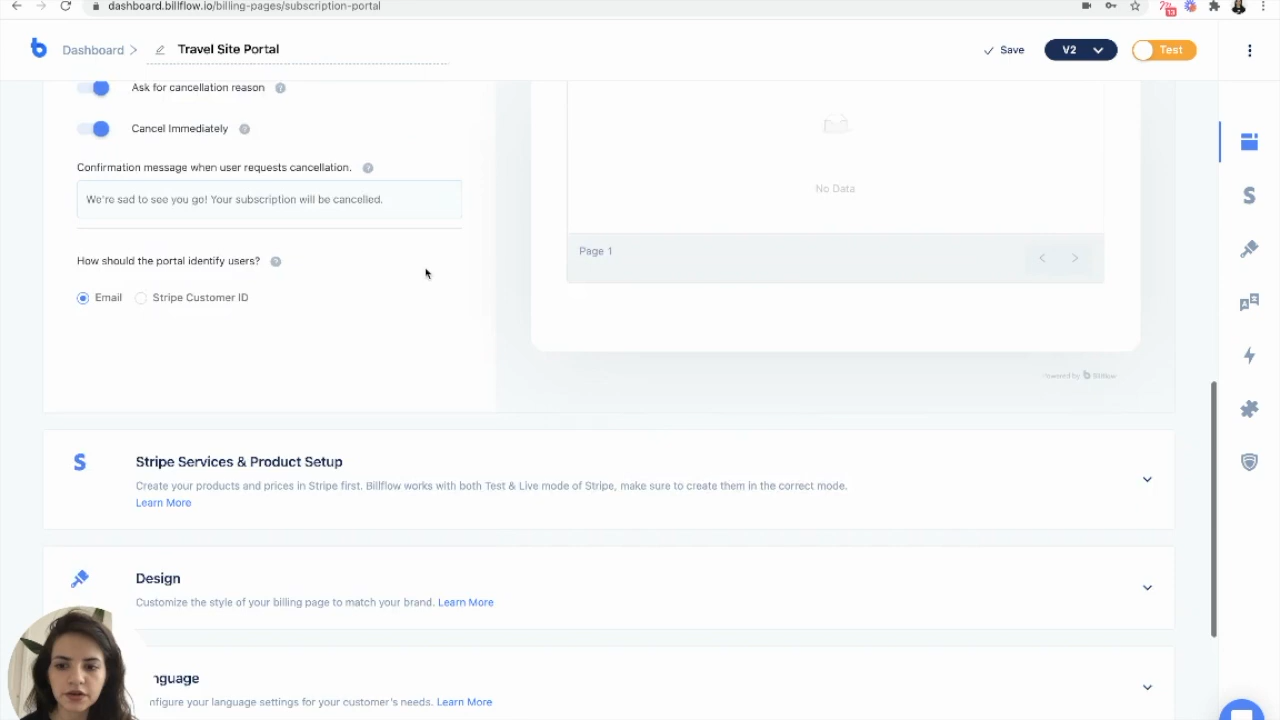 dashboard.billflow.io/billing-pages/subscription-portal
13
Dashboard
Travel Site Portal
Save
V2
Test
Ask for cancellation reason
Cancel Immediately
Confirmation message when user requests cancellation.
We're sad to see you go! Your subscription will be cancelled.
How should the portal identify users?
Email
Stripe Customer ID
No Data
Page 1
Powered by Billflow
Stripe Services & Product Setup
Create your products and prices in Stripe first. Billflow works with both Test & Live mode of Stripe, make sure to create them in the correct mode.
Learn More
Design
Customize the style of your billing page to match your brand. Learn More
nguage
nfigure your language settings for your customer's needs. Learn More